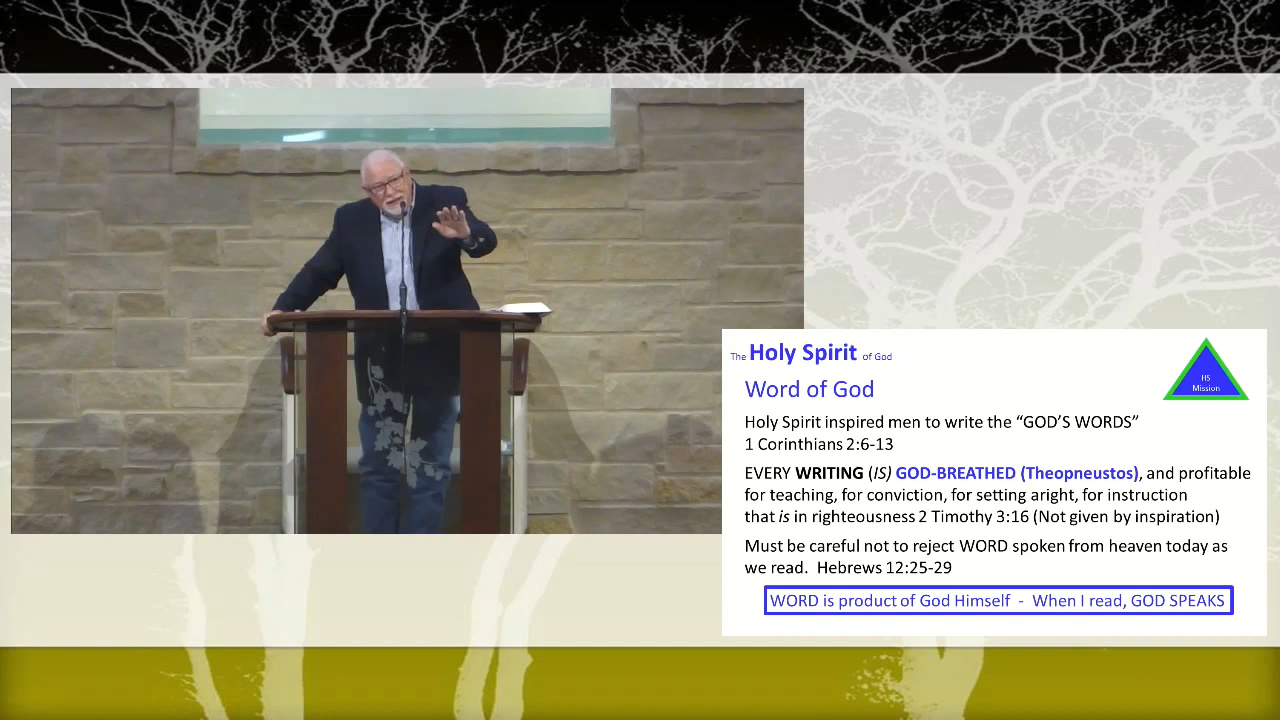 The Holy Spirit of God
HS
Mission
Word of God
Holy Spirit inspired men to write the “GOD’S WORDS”
1 Corinthians 2:6-13
EVERY WRITING (IS) GOD-BREATHED (Theopneustos), and profitable
for teaching, for conviction, for setting aright, for instruction
that is in righteousness 2 Timothy 3:16 (Not given by inspiration)
Must be careful not to reject WORD spoken from heaven today as
we read.  Hebrews 12:25-29
WORD is product of God Himself  -  When I read, GOD SPEAKS